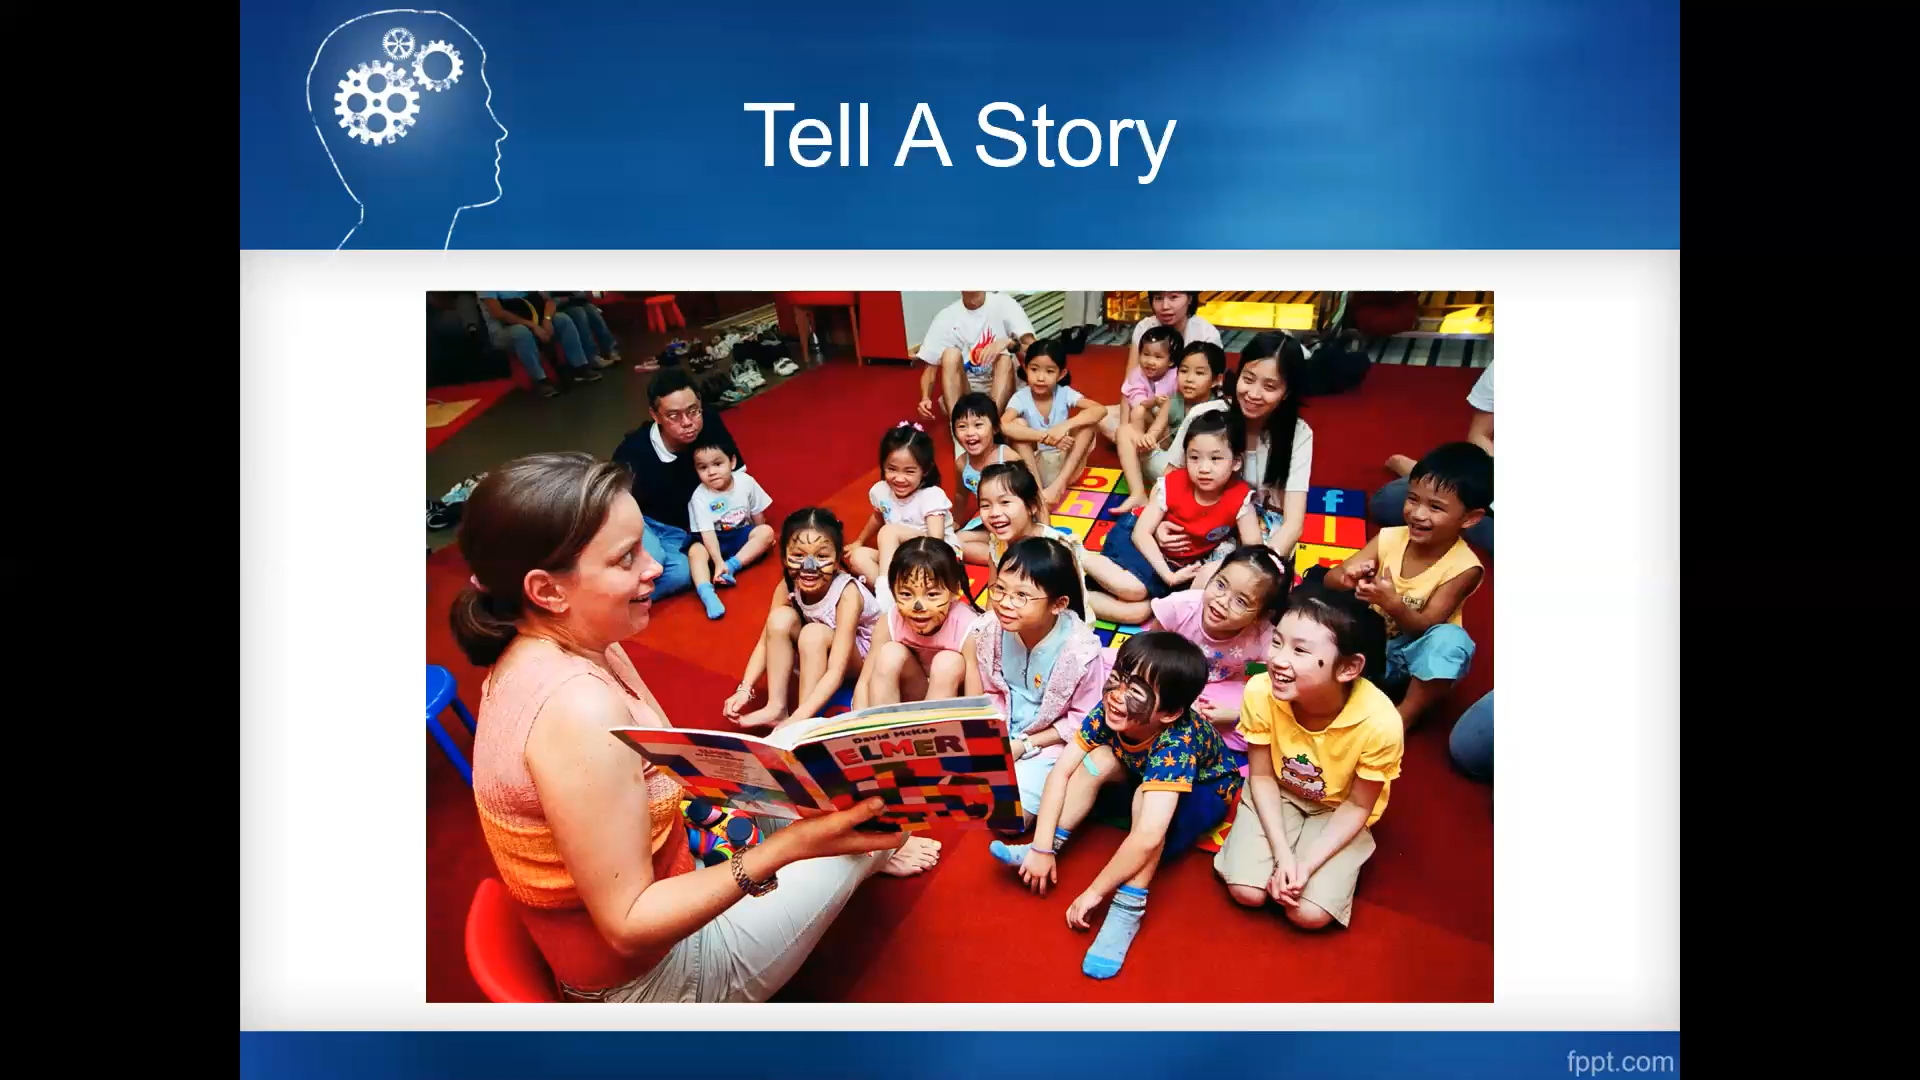 Tell A Story
David McKee
ELMER
b
h
f
fppt.com